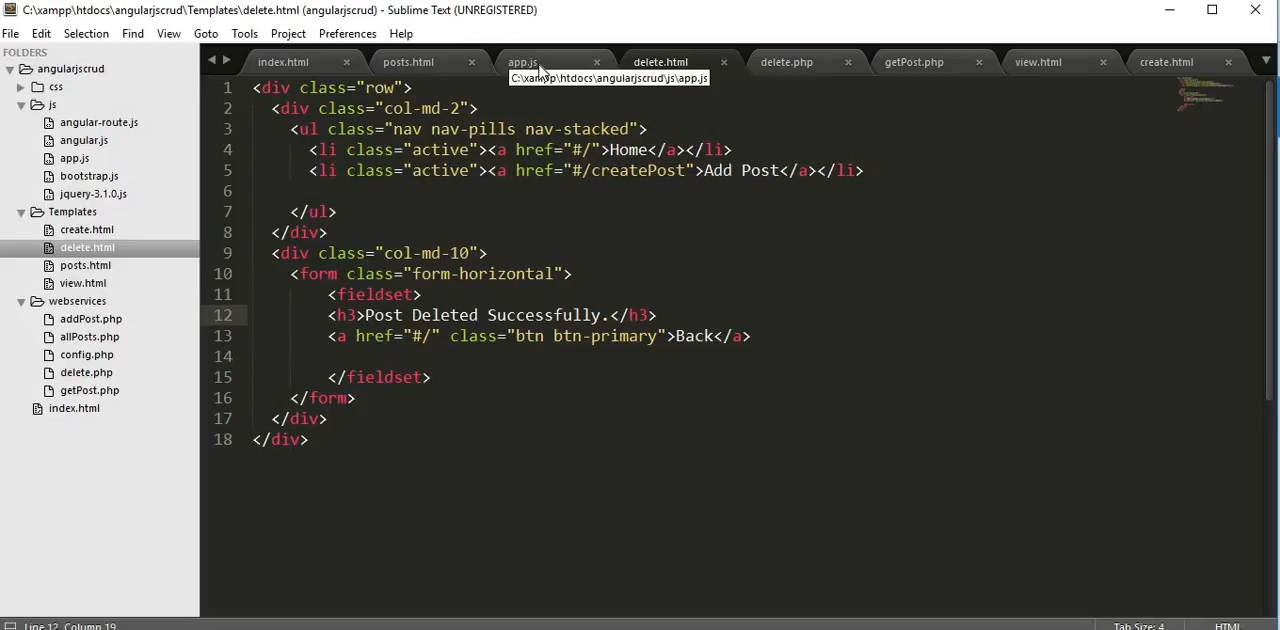 C:\xampp\htdocs\angularjscrud\Templates\delete.html (angularjscrud) - Sublime Text (UNREGISTERED)
File Edit Selection Find View Goto Tools Project Preferences Help
FOLDERS
angularjscrud
css
js
angular-route.js
angular.js
app.js
bootstrap.js
jquery-3.1.0.js
Templates
create.html
delete.html
posts.html
view.html
webservices
addPost.php
allPosts.php
config.php
delete.php
getPost.php
index.html
index.html posts.html app.js delete.html delete.php getPost.php view.html create.html
C:\xampp\htdocs\angularjscrud\js\app.js
1 <div class="row">
2 <div class="col-md-2">
3 <ul class="nav nav-pills nav-stacked">
4 <li class="active"><a href="#/">Home</a></li>
5 <li class="active"><a href="#/createPost">Add Post</a></li>
6
7 </ul>
8 </div>
9 <div class="col-md-10">
10 <form class="form-horizontal">
11 <fieldset>
12 <h3>Post Deleted Successfully.</h3>
13 <a href="#/" class="btn btn-primary">Back</a>
14
15 </fieldset>
16 </form>
17 </div>
18 </div>
Line 12, Column 19 Tab Size: 4 HTML